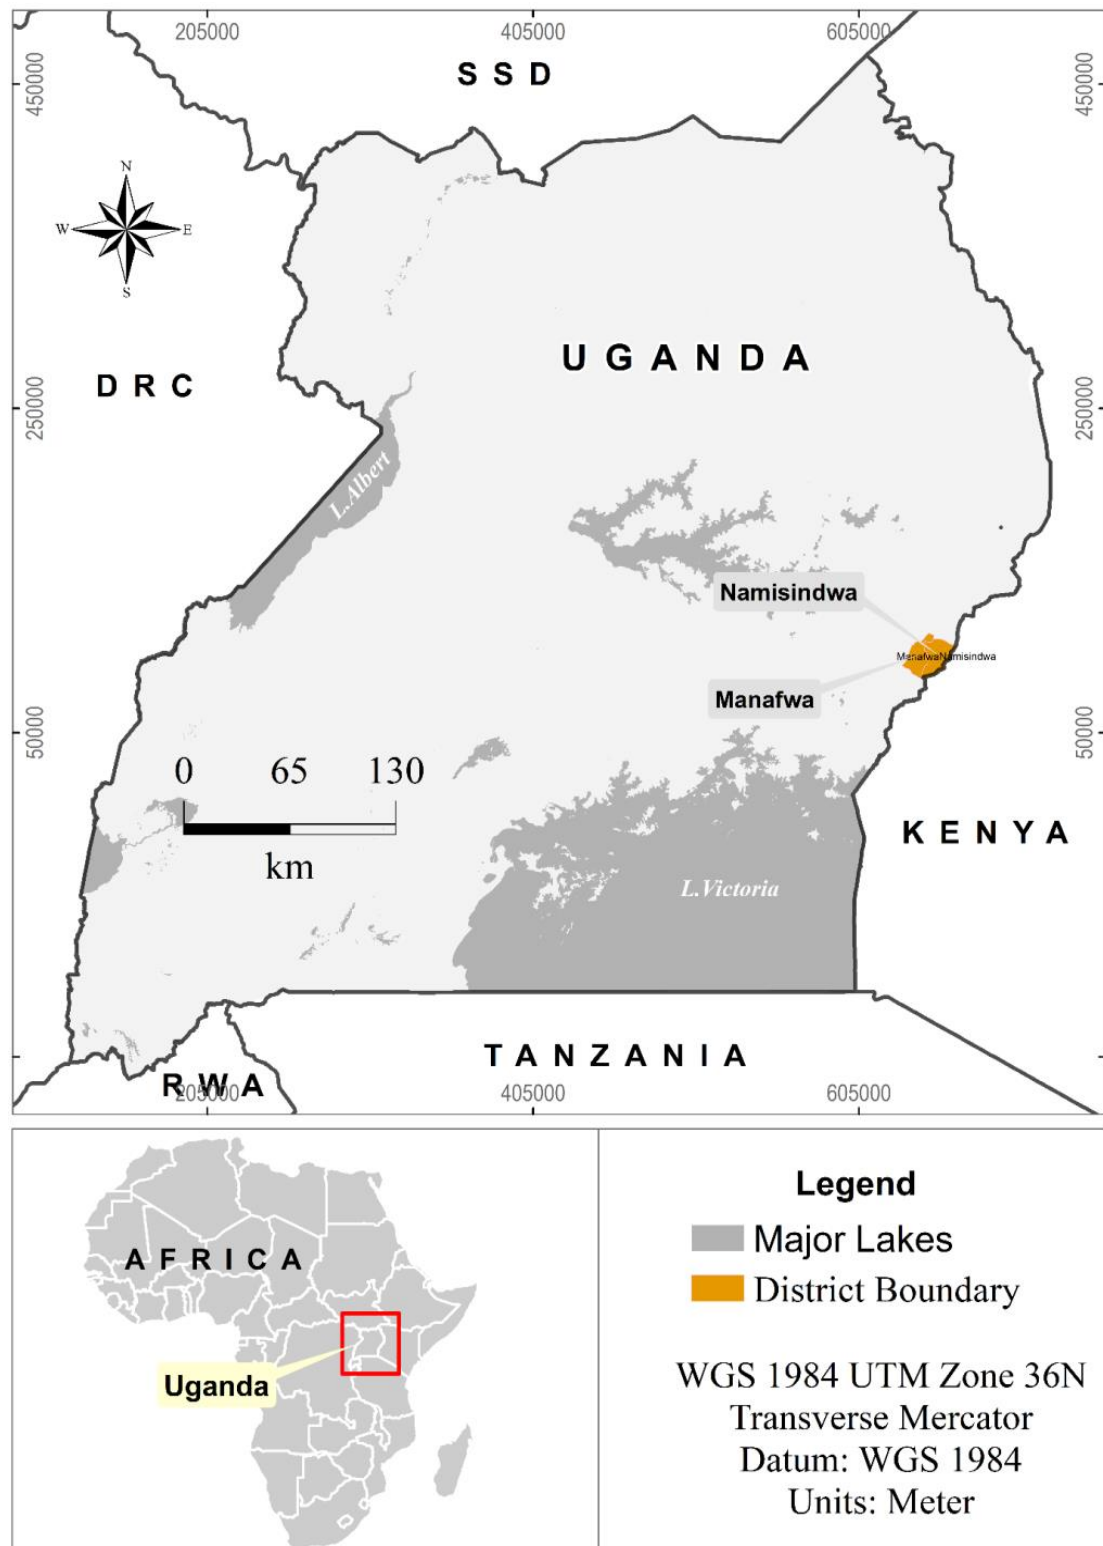 205000 405000 605000
S S D
450000 450000
N
W E
S
U G A N D A
D R C
250000 250000
L.Albert
Namisindwa
ManafwaNamisindwa
Manafwa
50000 50000
0 65 130
km
K E N Y A
L.Victoria
T A N Z A N I A
R W A
205000 405000 605000
A F R I C A
Uganda
Legend
Major Lakes
District Boundary
WGS 1984 UTM Zone 36N
Transverse Mercator
Datum: WGS 1984
Units: Meter